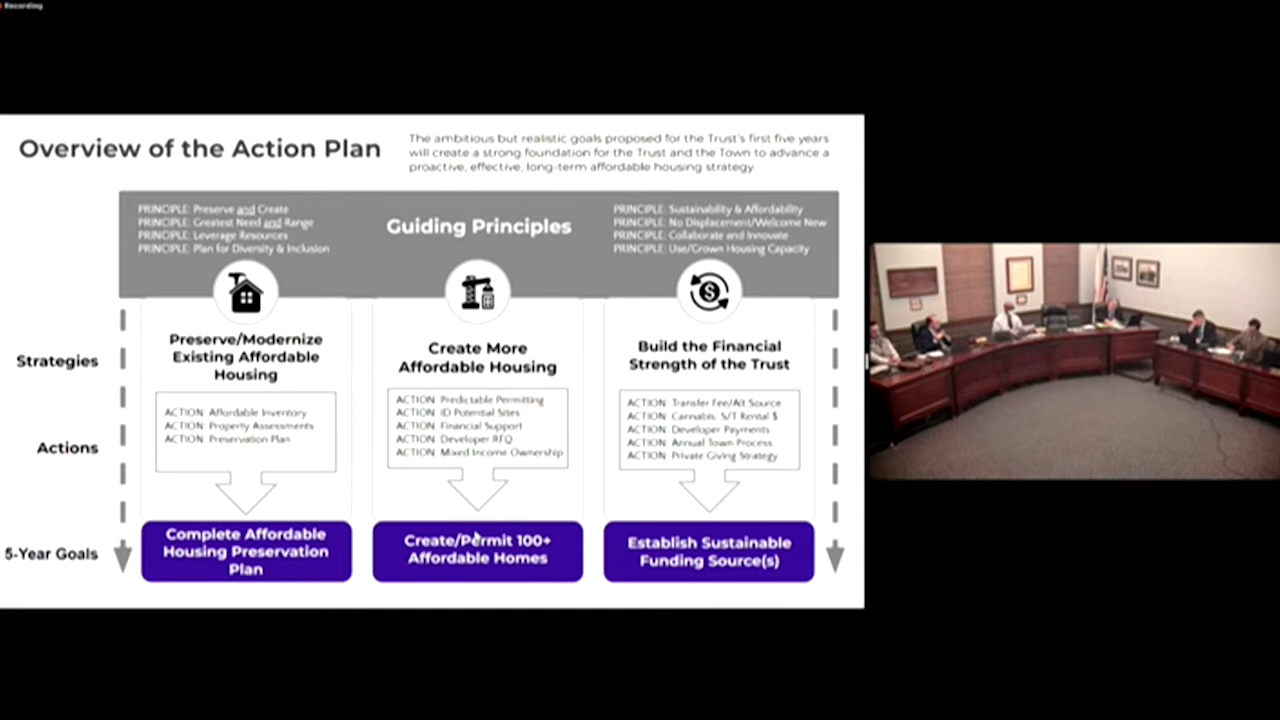 Recording
Overview of the Action Plan
The ambitious but realistic goals proposed for the Trust's first five years
will create a strong foundation for the Trust and the Town to advance a
proactive, effective, long-term affordable housing strategy.
PRINCIPLE: Preserve and Create
PRINCIPLE: Greatest Need and Range
PRINCIPLE: Leverage Resources
PRINCIPLE: Plan for Diversity & Inclusion
Guiding Principles
PRINCIPLE: Sustainability & Affordability
PRINCIPLE: No Displacement/Welcome New
PRINCIPLE: Collaborate and Innovate
PRINCIPLE: Use/Grown Housing Capacity
Strategies
Preserve/Modernize
Existing Affordable
Housing
Create More
Affordable Housing
Build the Financial
Strength of the Trust
Actions
ACTION: Affordable Inventory
ACTION: Property Assessments
ACTION: Preservation Plan
ACTION: Predictable Permitting
ACTION: ID Potential Sites
ACTION: Financial Support
ACTION: Developer RFQ
ACTION: Mixed Income Ownership
ACTION: Transfer Fee/Alt Source
ACTION: Cannabis, S/T Rental $
ACTION: Developer Payments
ACTION: Annual Town Process
ACTION: Private Giving Strategy
5-Year Goals
Complete Affordable
Housing Preservation
Plan
Create/Permit 100+
Affordable Homes
Establish Sustainable
Funding Source(s)